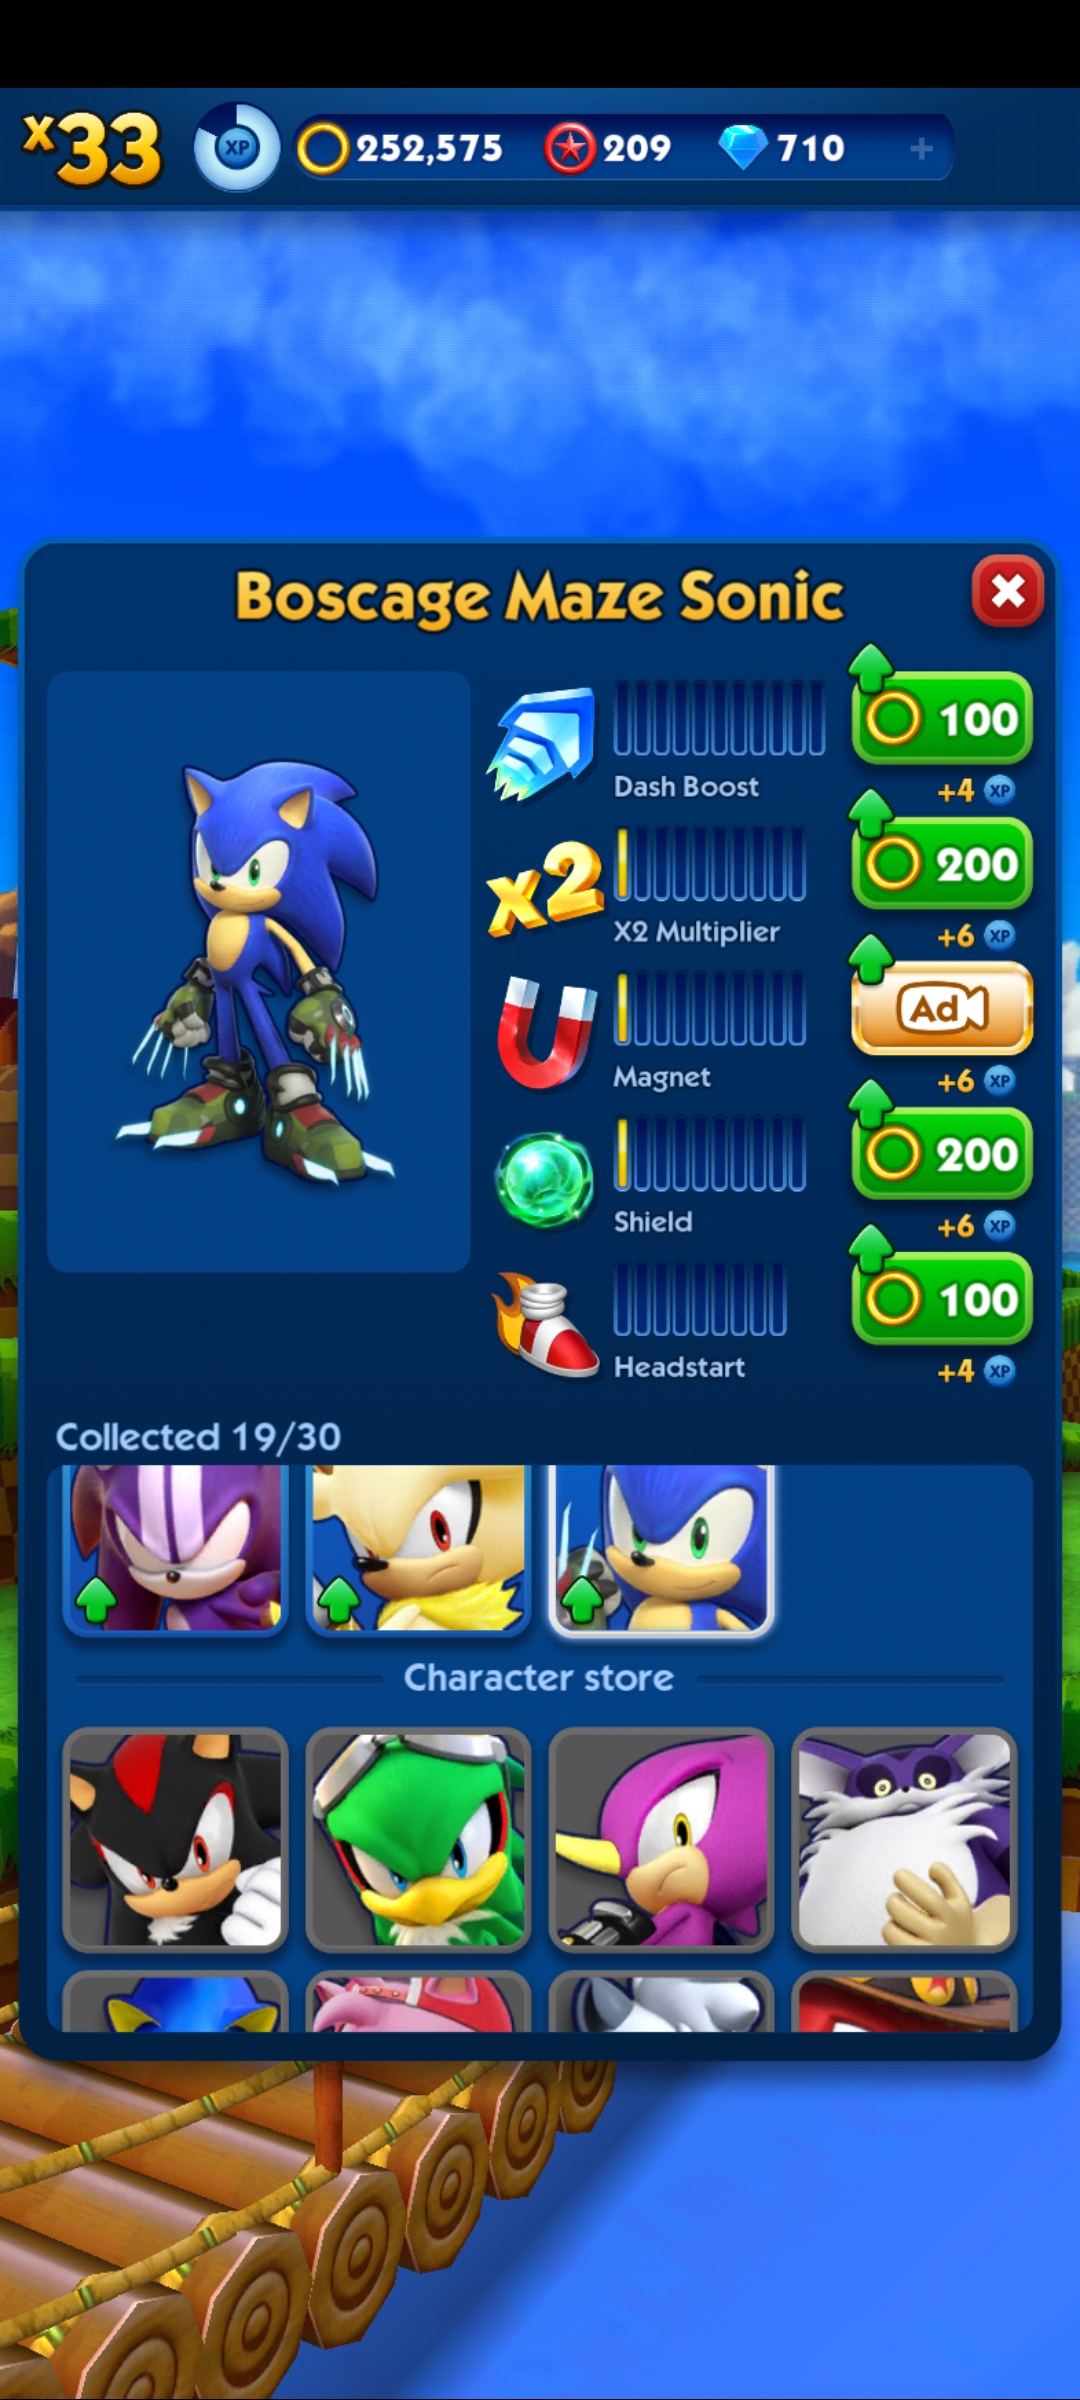 x33 XP 252,575 209 710 +
Boscage Maze Sonic
100
Dash Boost
+4 XP
x2
200
X2 Multiplier
+6 XP
Ad
Magnet
+6 XP
200
Shield
+6 XP
100
Headstart
+4 XP
Collected 19/30
Character store